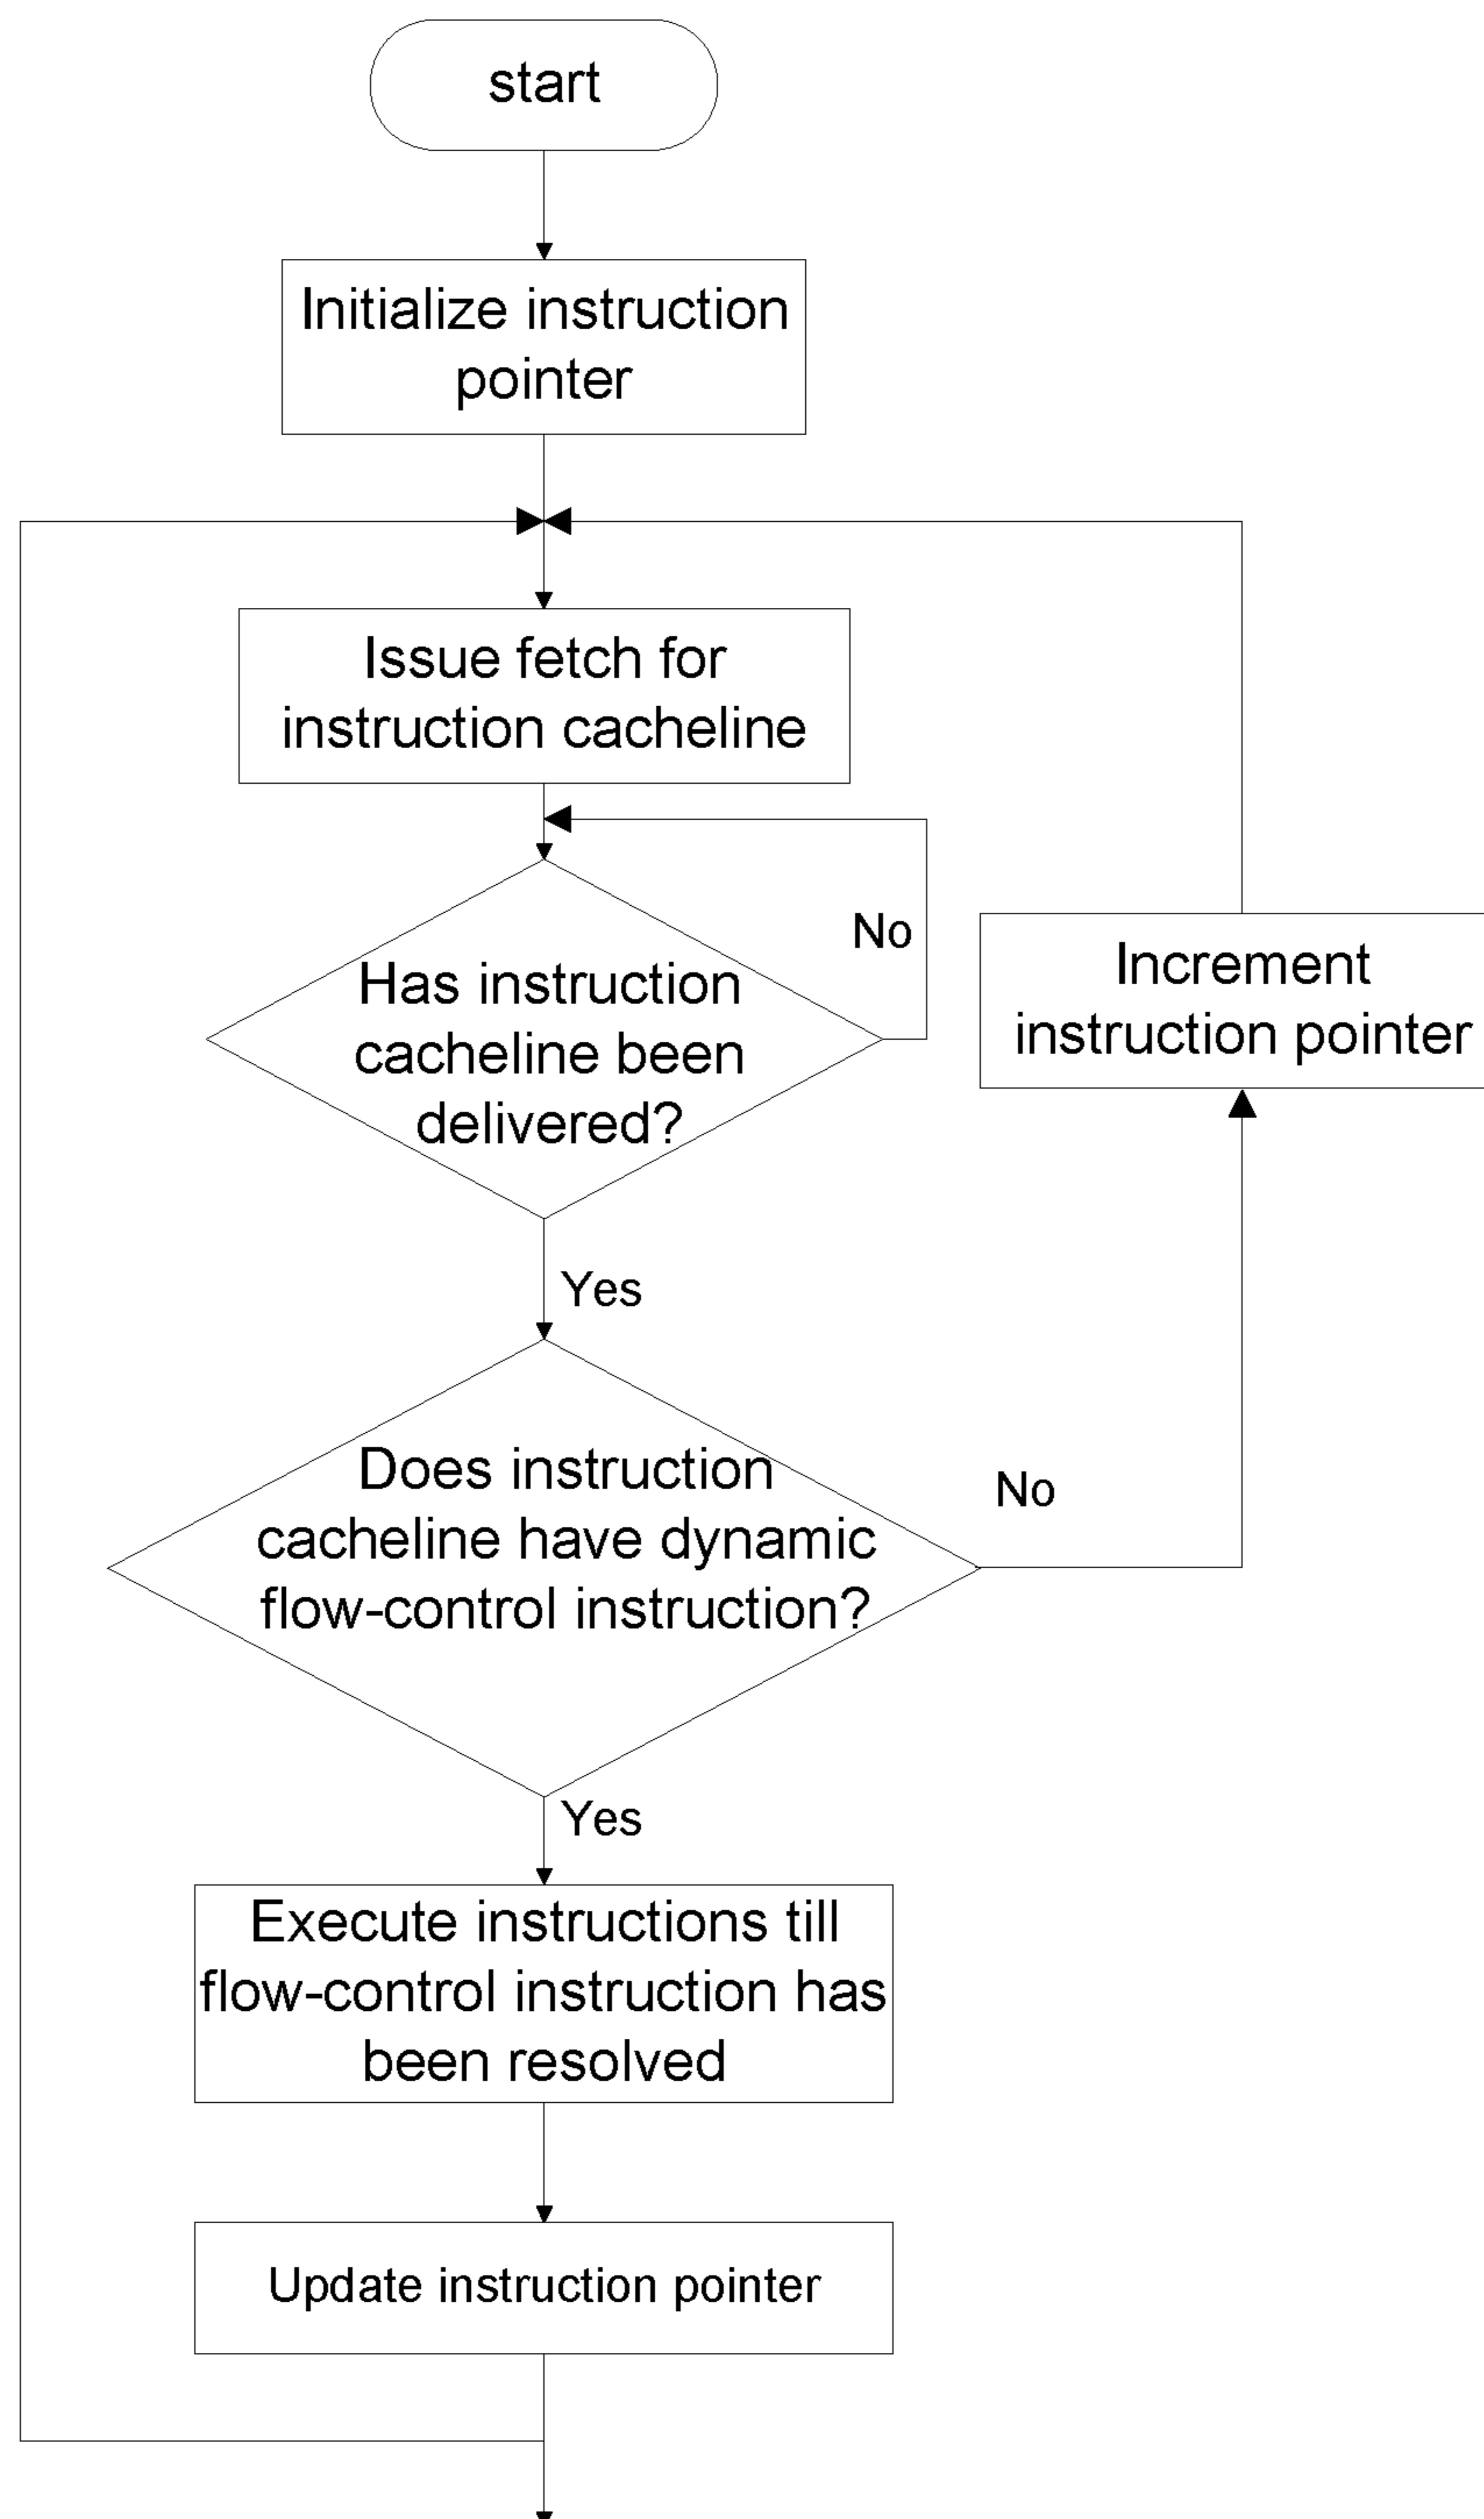 start
Initialize instruction
pointer
Issue fetch for
instruction cacheline
No
Has instruction
cacheline been
delivered?
Increment
instruction pointer
Yes
Does instruction
cacheline have dynamic
flow-control instruction?
No
Yes
Execute instructions till
flow-control instruction has
been resolved
Update instruction pointer